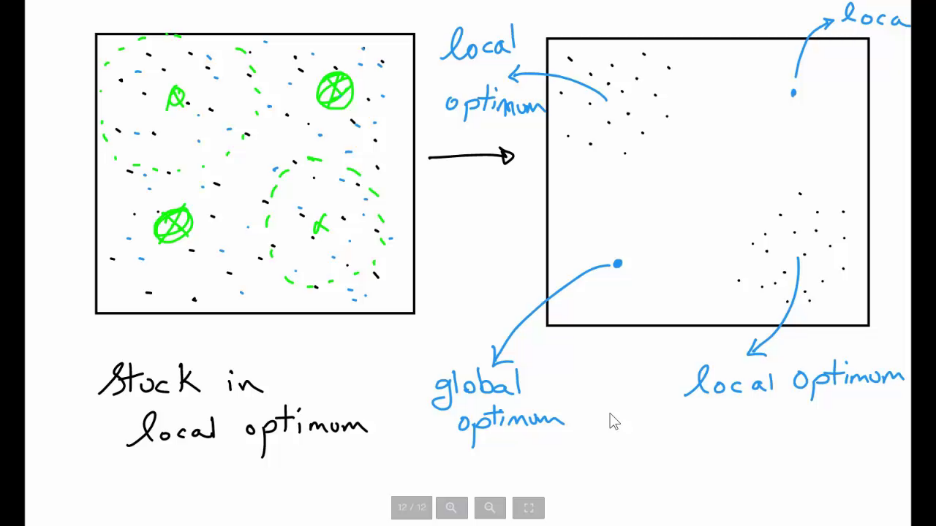 loca
local
optimum
α
α
Stuck in
local optimum
global
optimum
local optimum
12 / 12